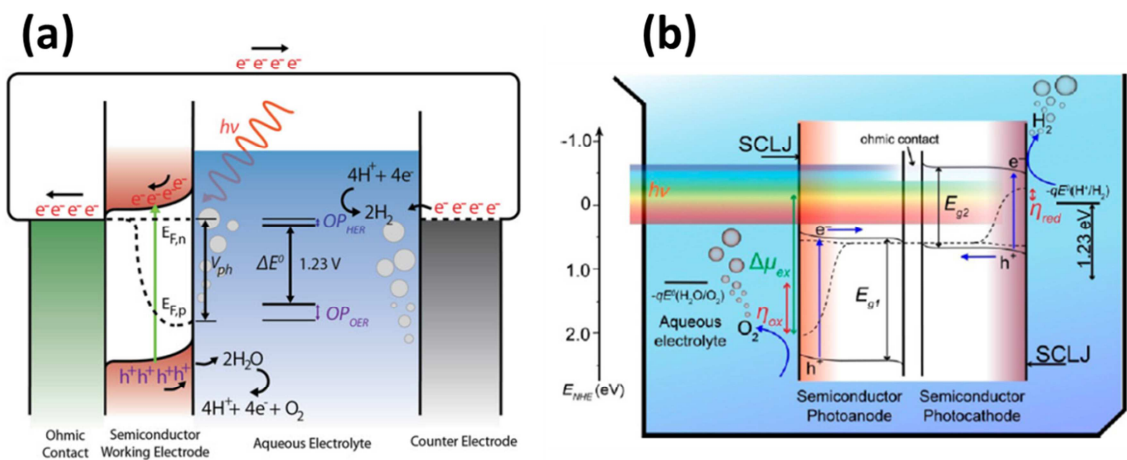 (a)
e⁻ e⁻ e⁻ e⁻
hν
e⁻ e⁻ e⁻ e⁻
e⁻ e⁻ e⁻ e⁻
4H⁺ + 4e⁻
2H₂
e⁻ e⁻ e⁻ e⁻
OP_HER
E_F,n
V_ph
ΔE⁰
1.23 V
E_F,p
OP_OER
h⁺ h⁺ h⁺ h⁺
2H₂O
4H⁺ + 4e⁻ + O₂
Ohmic
Contact
Semiconductor
Working Electrode
Aqueous Electrolyte
Counter Electrode
(b)
H₂
ohmic contact
SCLJ
e⁻
-1.0
0
1.0
2.0
E_NHE (eV)
hν
-qE⁰(H⁺/H₂)
η_red
1.23 eV
E_g2
e⁻
h⁺
Δμ_ex
-qE⁰(H₂O/O₂)
η_ox
E_g1
Aqueous
electrolyte
O₂
h⁺
SCLJ
Semiconductor
Photoanode
Semiconductor
Photocathode